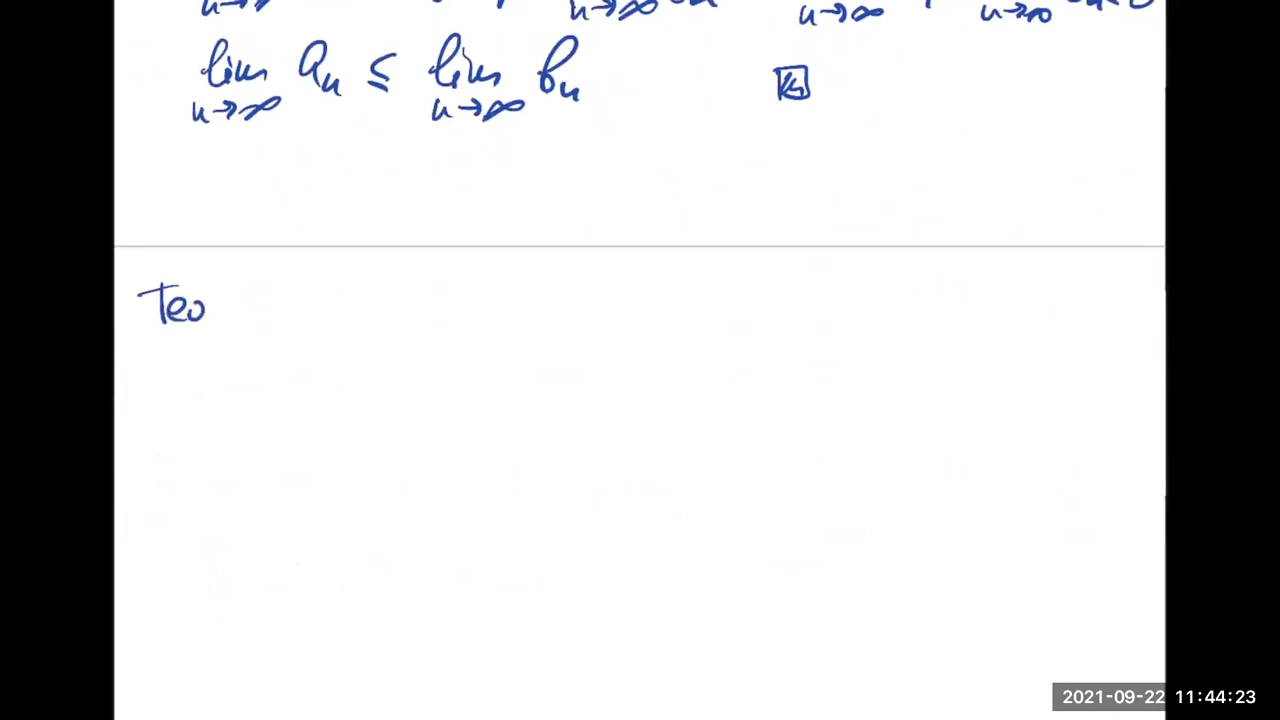 n→∞ n→∞ n→∞ n→∞
lim aₙ ≤ lim bₙ
n→∞ n→∞
Teo
2021-09-22 11:44:23